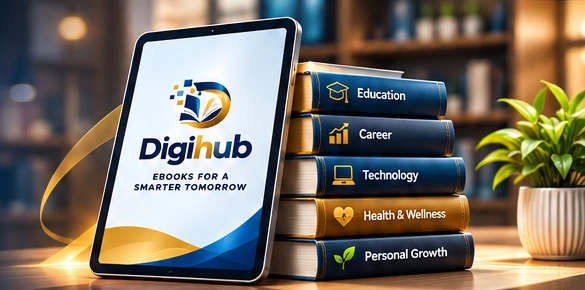 Digihub
EBOOKS FOR A
SMARTER TOMORROW
Education
Career
Technology
Health & Wellness
Personal Growth